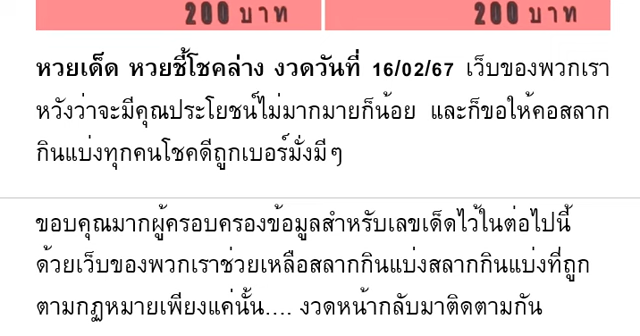 200 บาท 200 บาท
หวยเด็ด หวยชี้โชคล่าง งวดวันที่ 16/02/67 เว็บของพวกเรา
หวังว่าจะมีคุณประโยชน์ไม่มากมายก็น้อย และก็ขอให้คอสลาก
กินแบ่งทุกคนโชคดีถูกเบอร์มั่งมีๆ
ขอบคุณมากผู้ครอบครองข้อมูลสำหรับเลขเด็ดไว้ในต่อไปนี้
ด้วยเว็บของพวกเราช่วยเหลือสลากกินแบ่งสลากกินแบ่งที่ถูก
ตามกฏหมายเพียงแค่นั้น.... งวดหน้ากลับมาติดตามกัน